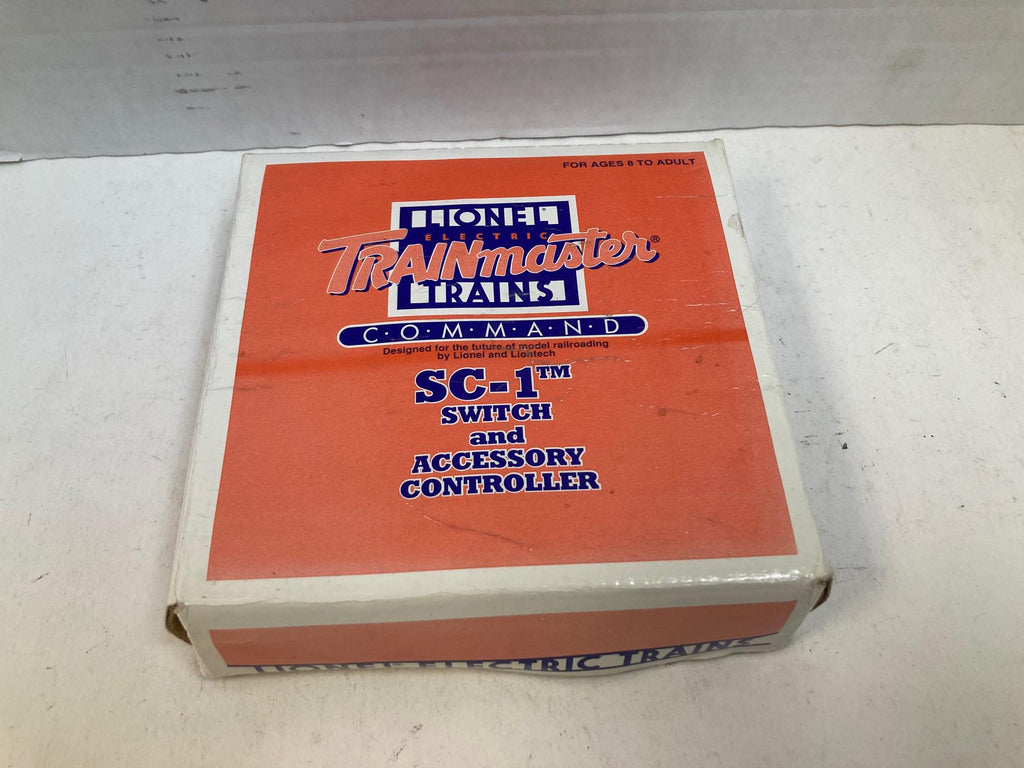 FOR AGES 8 TO ADULT
LIONEL
ELECTRIC
TRAINmaster®
TRAINS
C·O·M·M·A·N·D
Designed for the future of model railroading
by Lionel and Liontech
SC-1™
SWITCH
and
ACCESSORY
CONTROLLER
LIONEL® ELECTRIC TRAINS